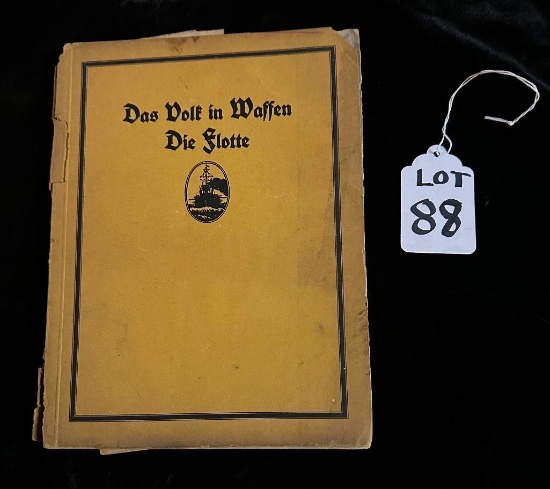 Das Volk in Waffen
Die Flotte
LOT
88